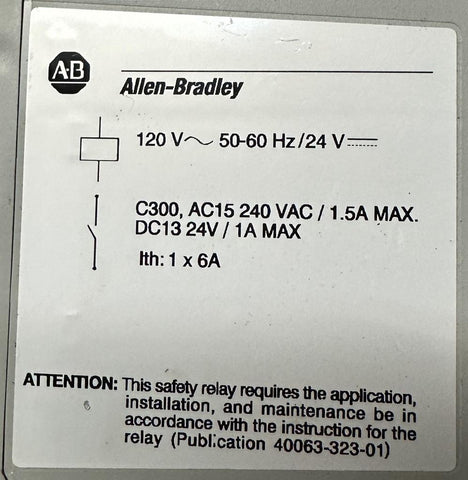 A-B
Allen-Bradley
120 V~ 50-60 Hz/24 V⎓
C300, AC15 240 VAC / 1.5A MAX.
DC13 24V / 1A MAX
Ith: 1 x 6A
ATTENTION: This safety relay requires the application,
installation, and maintenance be in
accordance with the instruction for the
relay (Publication 40063-323-01)